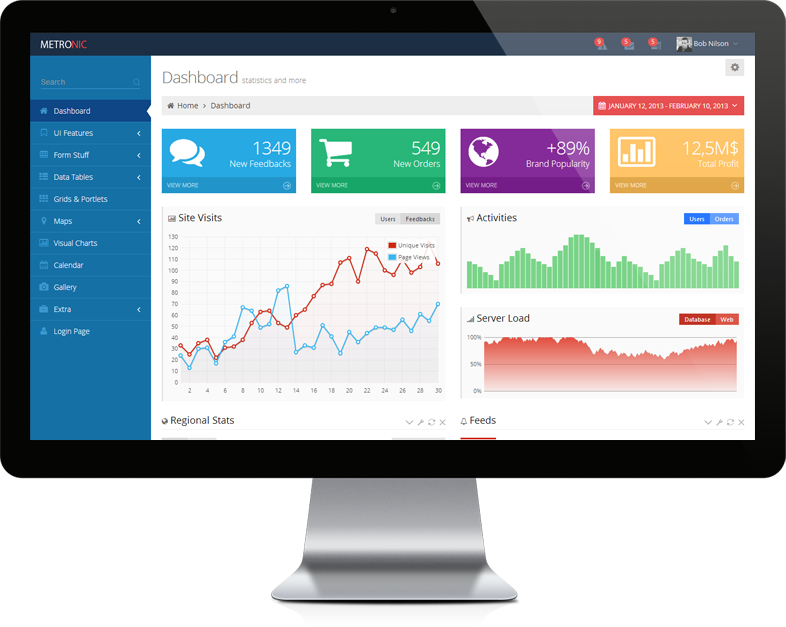 METRONIC
9 5 5 Bob Nilson
Search
Dashboard
UI Features
Form Stuff
Data Tables
Grids & Portlets
Maps
Visual Charts
Calendar
Gallery
Extra
Login Page
Dashboard statistics and more
Home > Dashboard
JANUARY 12, 2013 - FEBRUARY 10, 2013
1349
New Feedbacks
VIEW MORE
549
New Orders
VIEW MORE
+89%
Brand Popularity
VIEW MORE
12,5M$
Total Profit
VIEW MORE
Site Visits
Users Feedbacks
Unique Visits
Page Views
130
120
110
100
90
80
70
60
50
40
30
20
10
0
2 4 6 8 10 12 14 16 18 20 22 24 26 28 30
Activities
Users Orders
Server Load
Database Web
100%
50%
0%
Regional Stats
Feeds